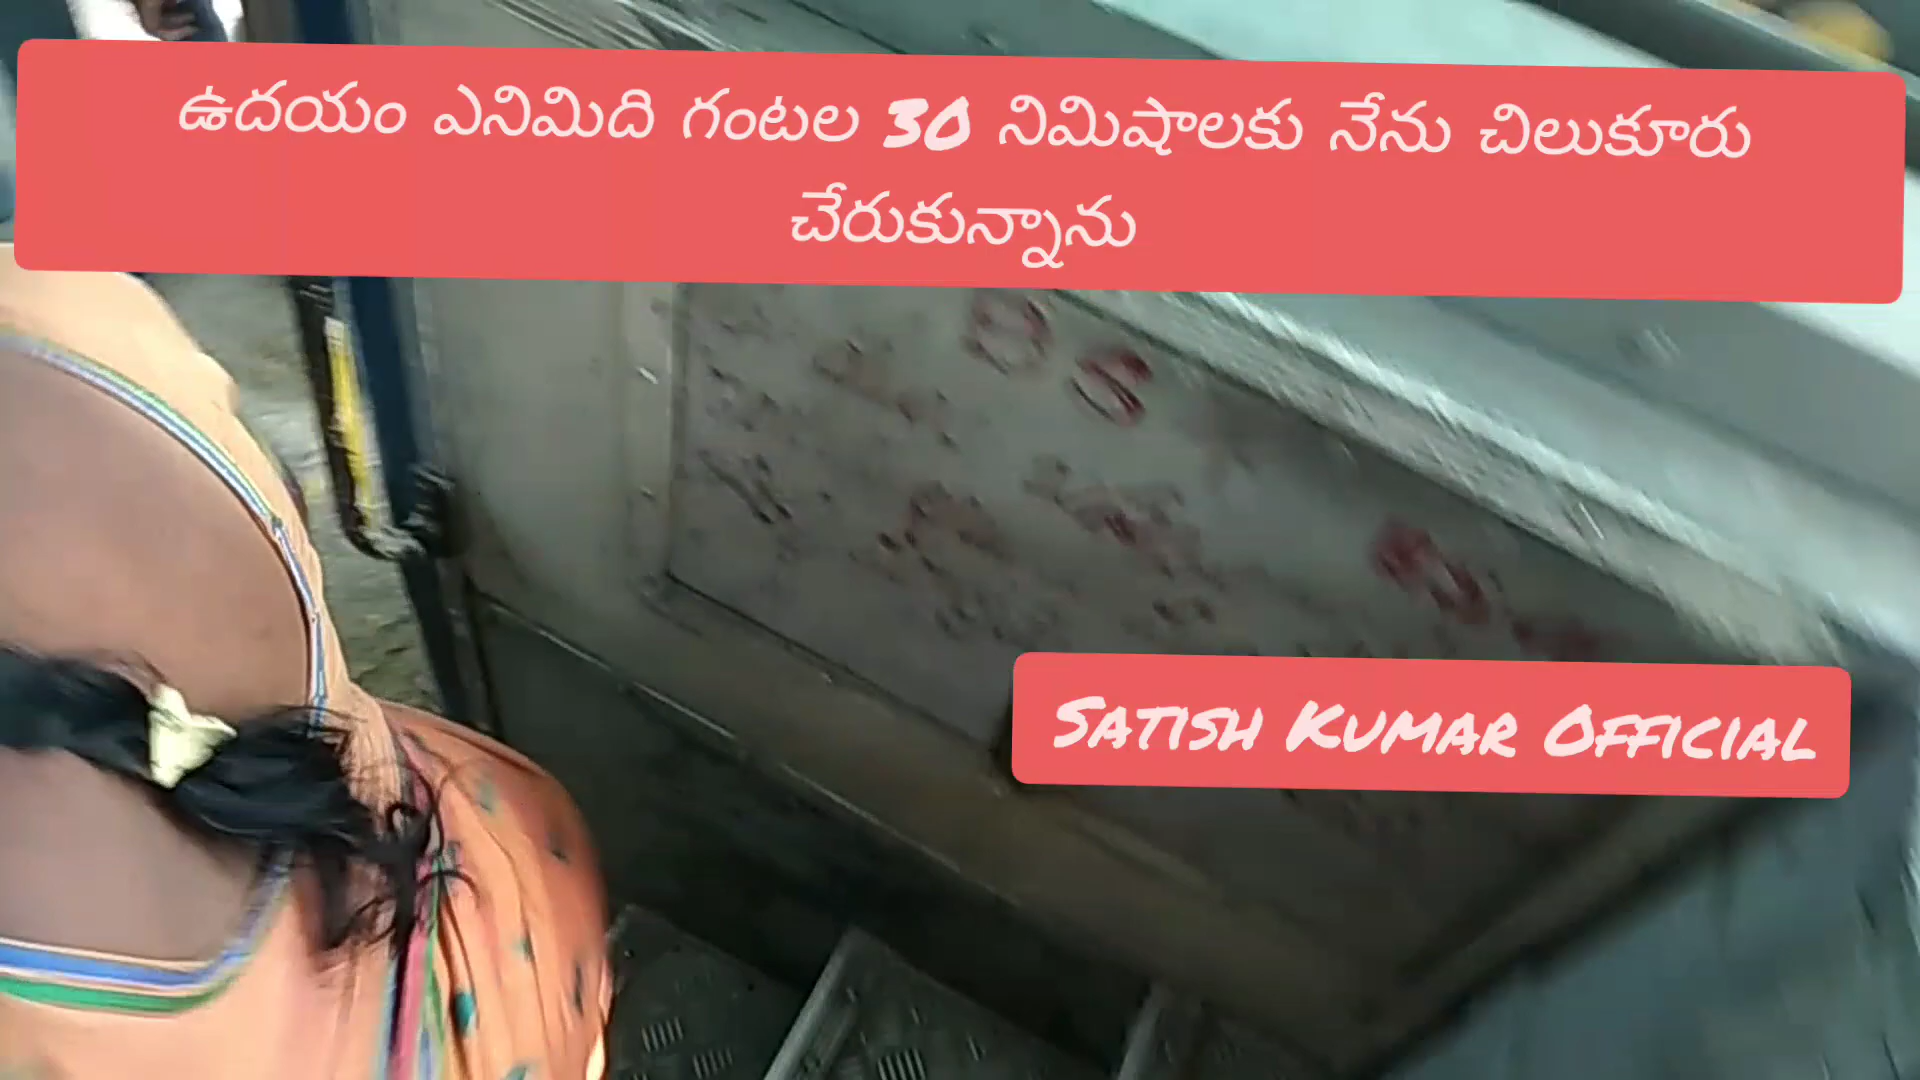 ఉదయం ఎనిమిది గంటల 30 నిమిషాలకు నేను చిలుకూరు
చేరుకున్నాను
Satish Kumar Official